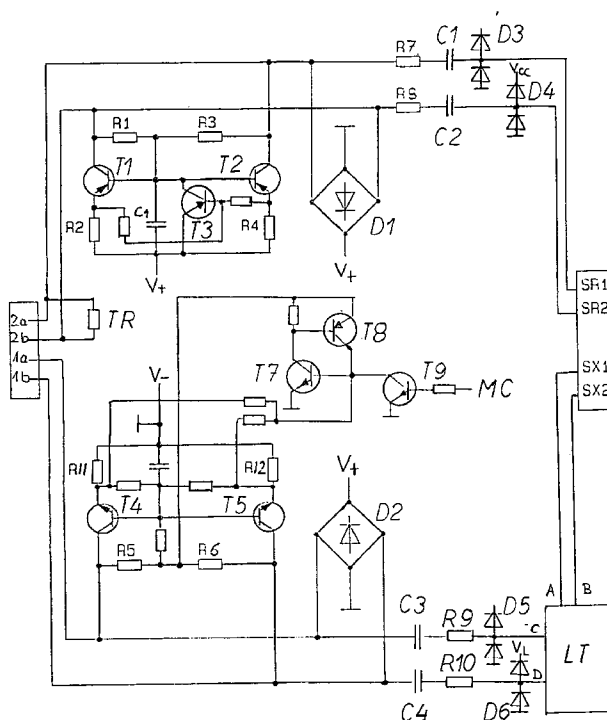 R7 C1 D3
Vcc
R8 C2 D4
R1 R3
T1 T2
C1 T3
R2 R4 D1
V+ V+
SR1
SR2
2a
2b TR
1a
1b
T8
T7 T9
MC
V-
SX1
SX2
R11 R12
T4 T5
V+
D2
R5 R6
A B
C3 R9 D5
C
LT
VL
D
R10
C4 D6